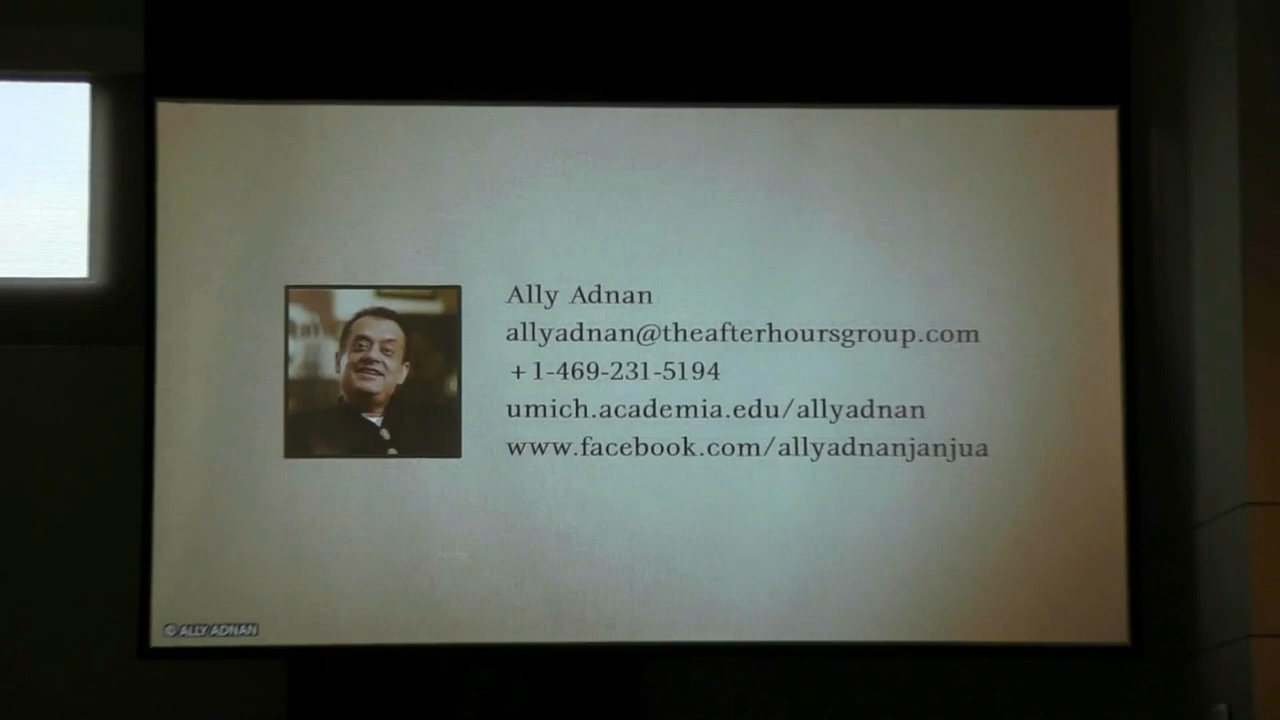 Ally Adnan
allyadnan@theafterhoursgroup.com
+1-469-231-5194
umich.academia.edu/allyadnan
www.facebook.com/allyadnanjanjua
© ALLY ADNAN